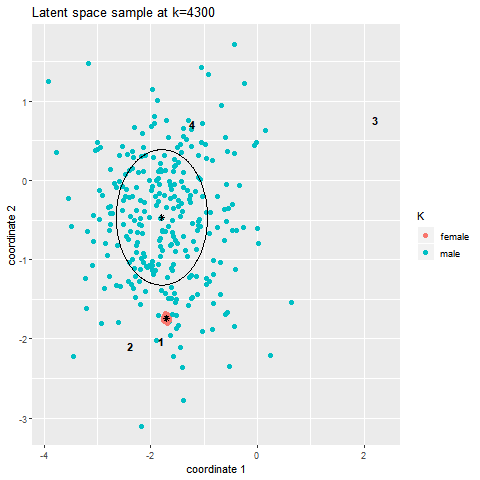 Latent space sample at k=4300
coordinate 2
1
0
-1
-2
-3
4
3
2
1
-4
-2
0
2
coordinate 1
K
female
male